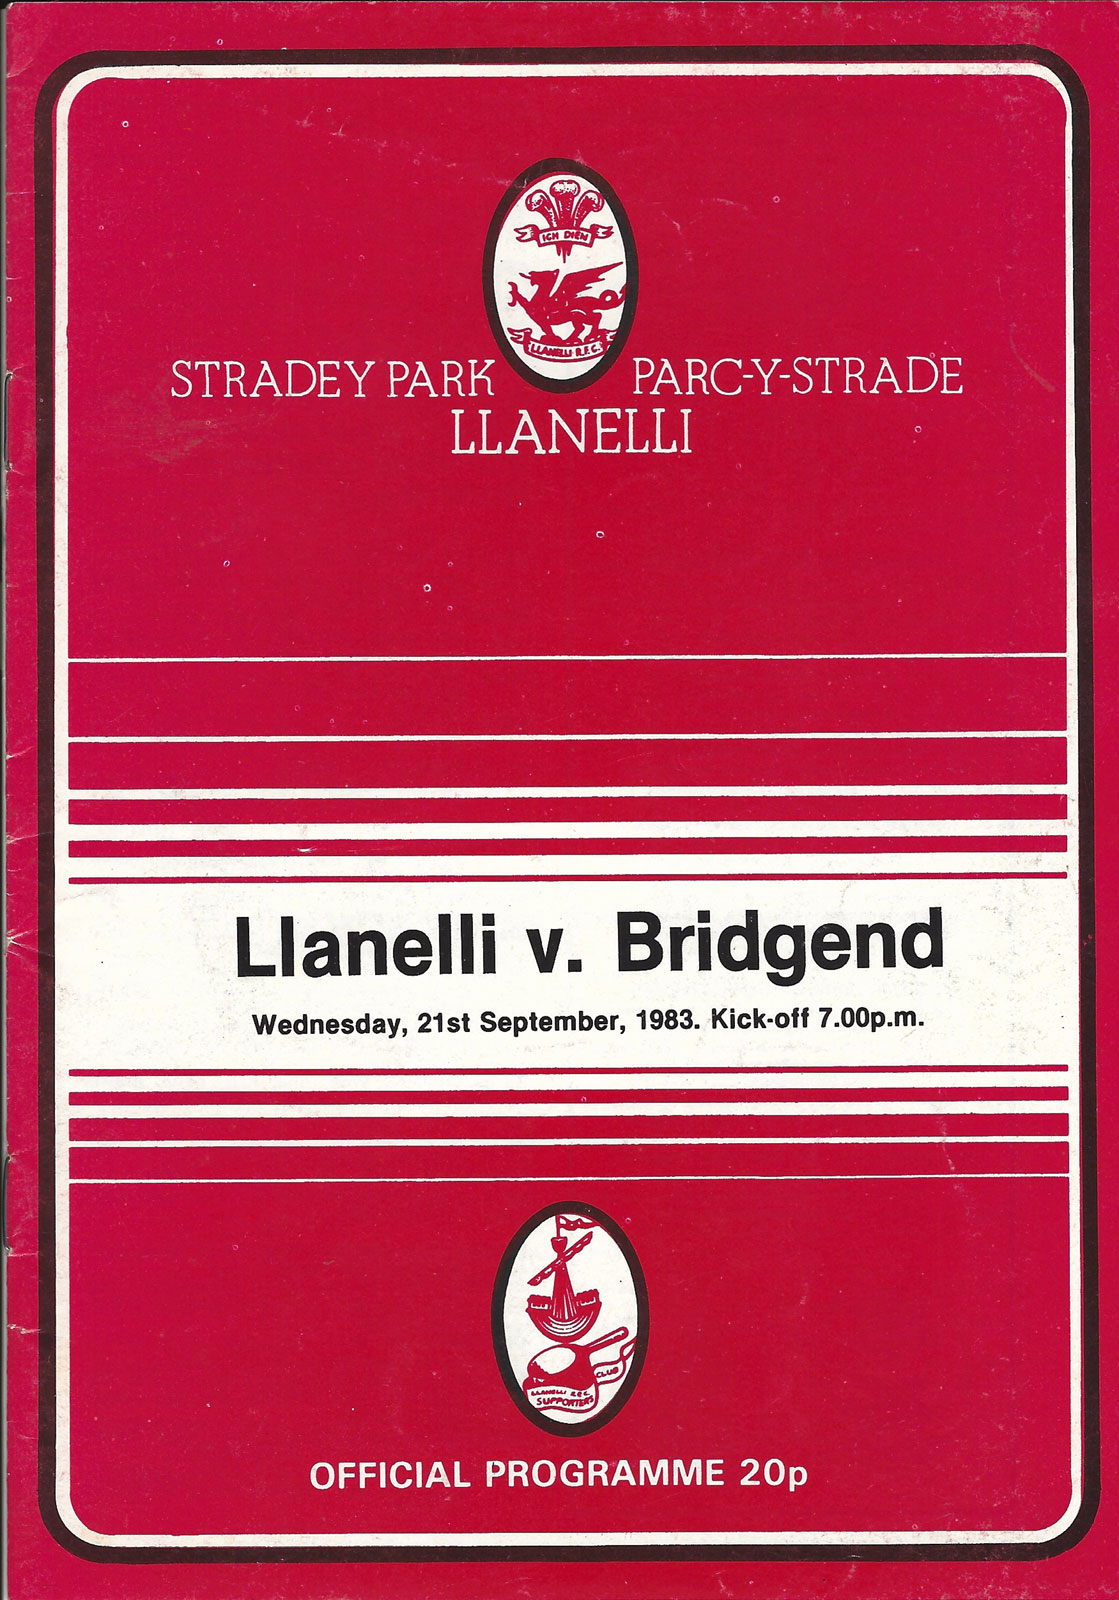 ICH DIEN
LLANELLI R.F.C.
STRADEY PARK PARC-Y-STRADE
LLANELLI
Llanelli v. Bridgend
Wednesday, 21st September, 1983. Kick-off 7.00p.m.
LLANELLI R.F.C.
SUPPORTERS
CLUB
OFFICIAL PROGRAMME 20p